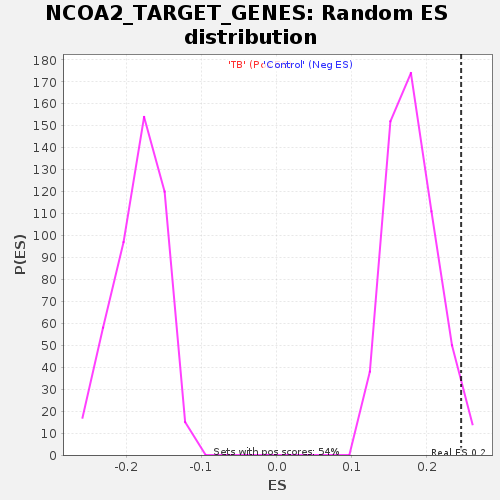 NCOA2_TARGET_GENES: Random ES
distribution
'TB' (Po 'Control' (Neg ES)
180
170
160
150
140
130
120
110
100
90
80
70
60
50
40
30
20
10
0
P(ES)
Sets with pos scores: 54%
Real ES 0.2
-0.2 -0.1 0.0 0.1 0.2
ES